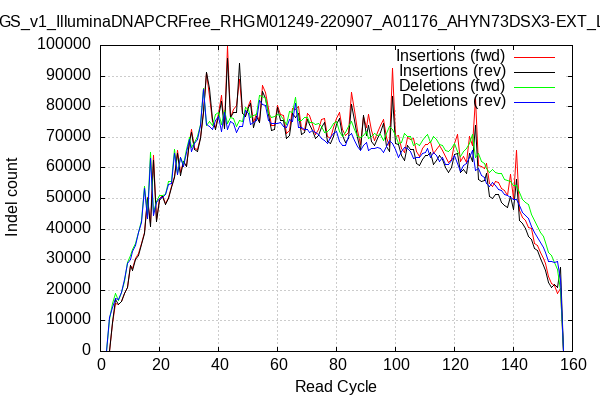 GS_v1_IlluminaDNAPCRFree_RHGM01249-220907_A01176_AHYN73DSX3-EXT_L
Insertions (fwd)
Insertions (rev)
Deletions (fwd)
Deletions (rev)
Indel count
100000
90000
80000
70000
60000
50000
40000
30000
20000
10000
0
0 20 40 60 80 100 120 140 160
Read Cycle